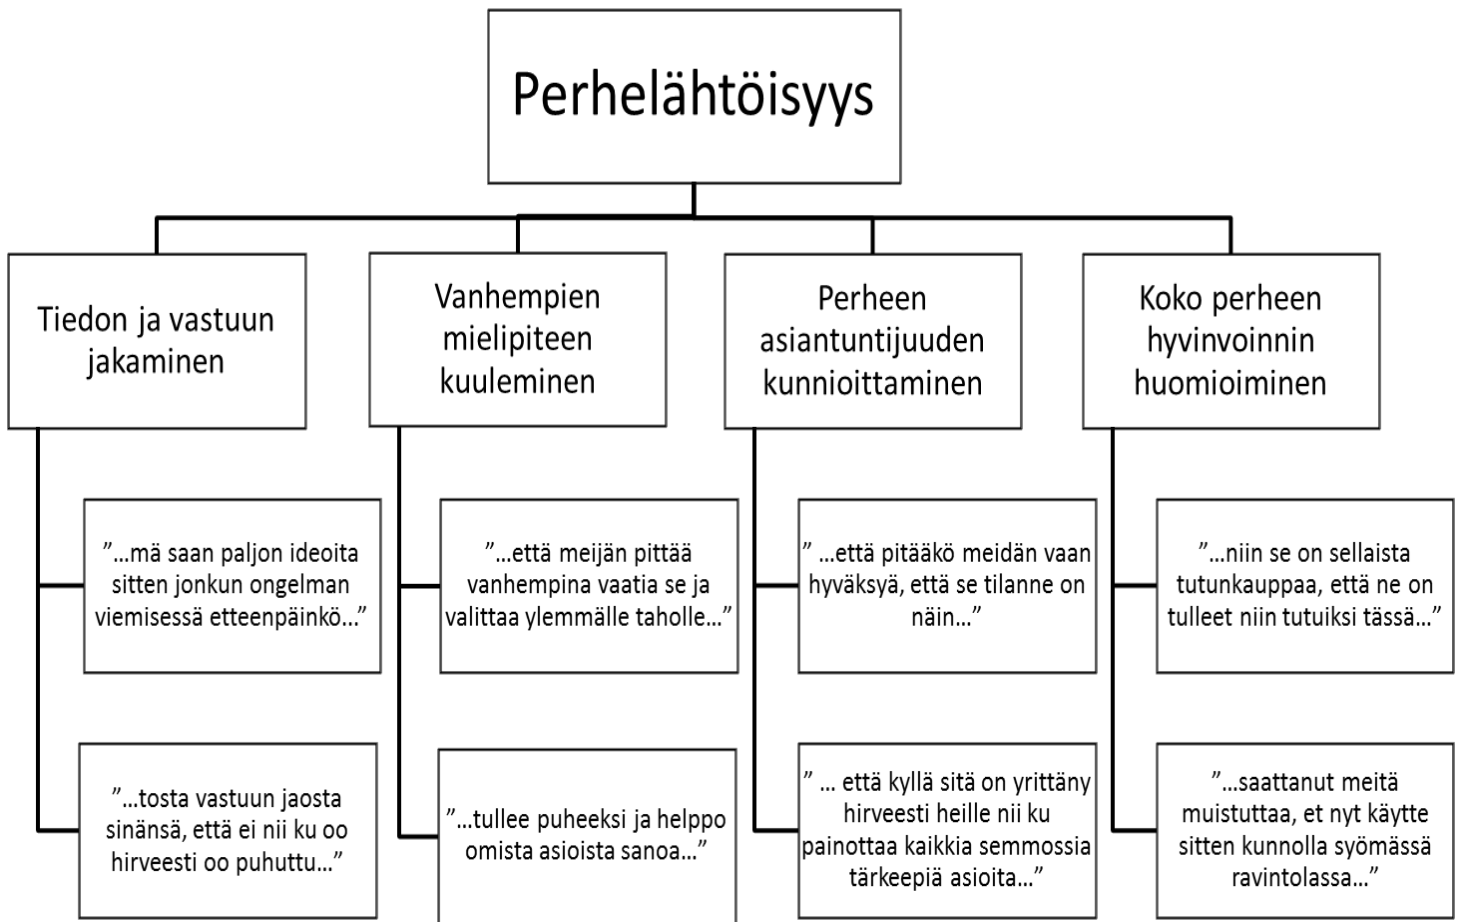 Perhelähtöisyys
Tiedon ja vastuun
jakaminen
Vanhempien
mielipiteen
kuuleminen
Perheen
asiantuntijuuden
kunnioittaminen
Koko perheen
hyvinvoinnin
huomioiminen
”...mä saan paljon ideoita
sitten jonkun ongelman
viemisessä etteenpäinkö...”
”...että meijän pittää
vanhempina vaatia se ja
valittaa ylemmälle taholle...”
” ...että pitääkö meidän vaan
hyväksyä, että se tilanne on
näin...”
”...niin se on sellaista
tutunkauppaa, että ne on
tulleet niin tutuiksi tässä...”
”...tosta vastuun jaosta
sinänsä, että ei nii ku oo
hirveesti oo puhuttu...”
”...tullee puheeksi ja helppo
omista asioista sanoa...”
” ... että kyllä sitä on yrittäny
hirveesti heille nii ku
painottaa kaikkia semmossia
tärkeepiä asioita...”
”...saattanut meitä
muistuttaa, et nyt käytte
sitten kunnolla syömässä
ravintolassa...”